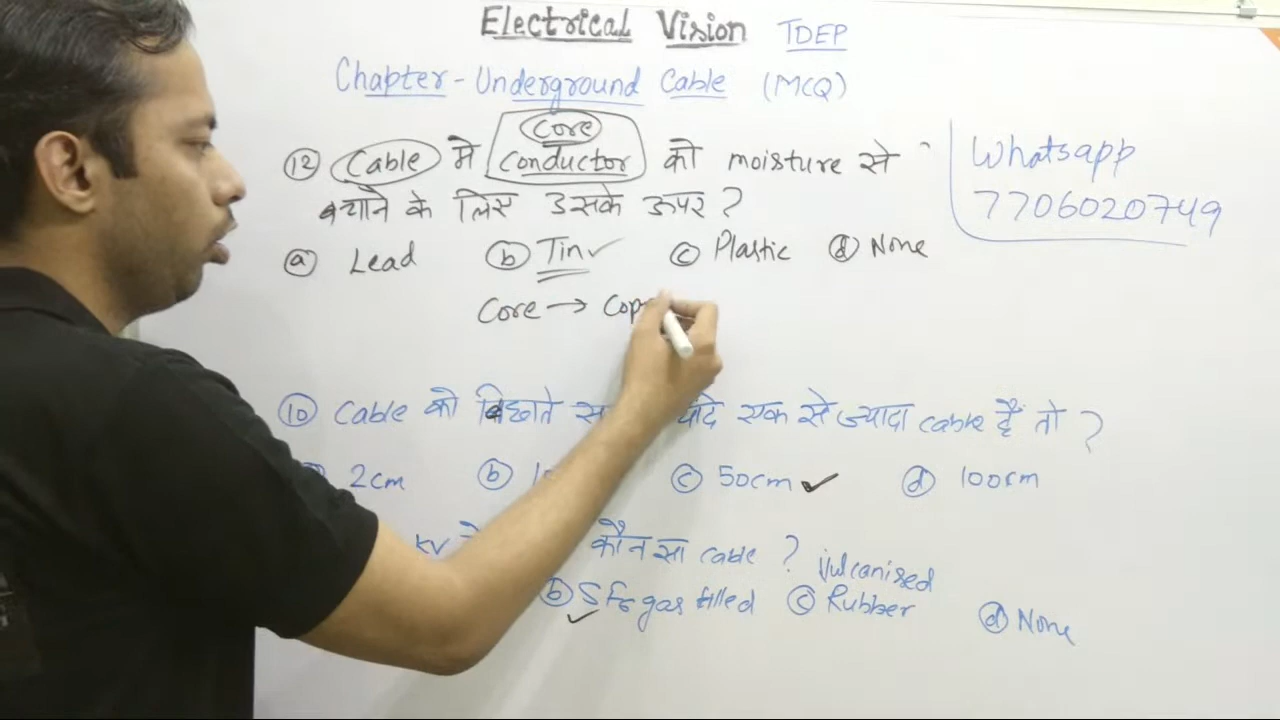 Electrical Vision TDEP
Chapter - Underground Cable (MCQ)
core
12 Cable मे conductor को moisture से
बचाने के लिए उसके ऊपर ?
a Lead b Tin c Plastic d None
Core → Cop
10 Cable को बिछाते यदि एक से ज्यादा cable है तो ?
2cm b c 50cm d 100cm
KV कौन सा cable ?
b SF6 gas filled c Vulcanised Rubber d None
Whatsapp
7706020749